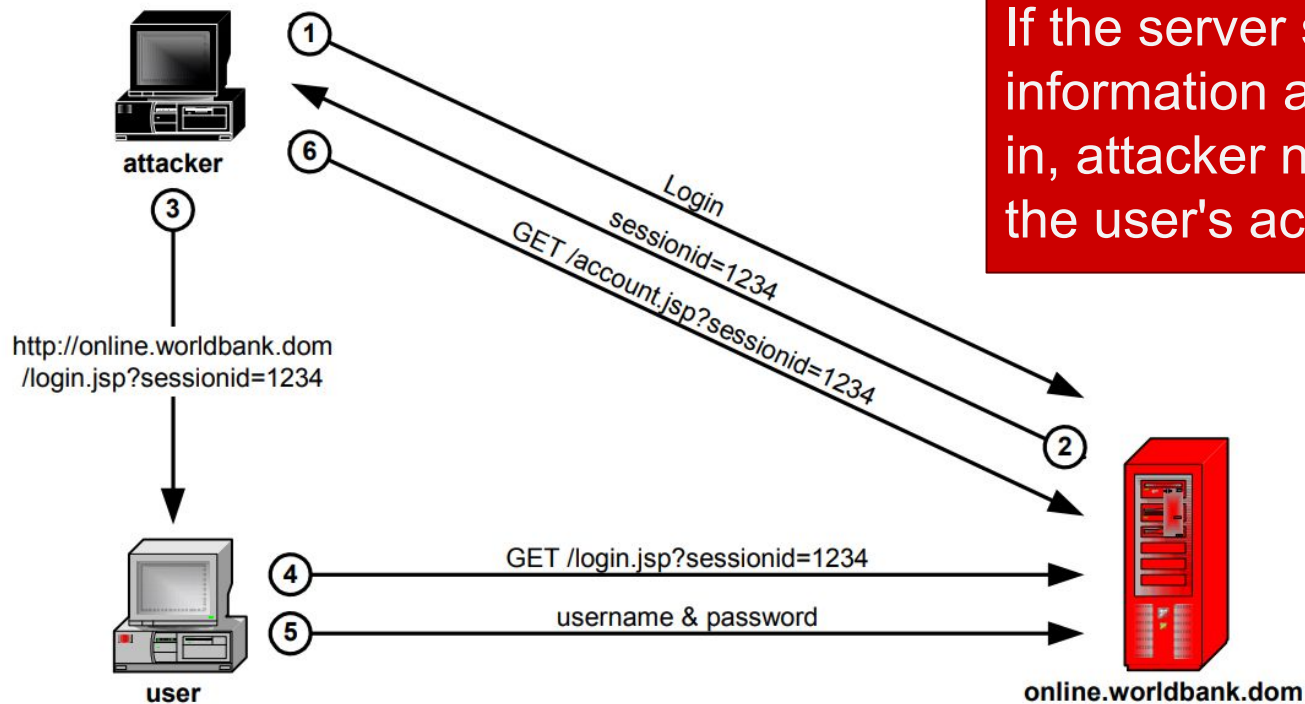 1
If the server s
information a
in, attacker n
the user's ac
attacker
6
3
Login
sessionid=1234
GET /account.jsp?sessionid=1234
http://online.worldbank.dom
/login.jsp?sessionid=1234
2
4
GET /login.jsp?sessionid=1234
5
username & password
user
online.worldbank.dom